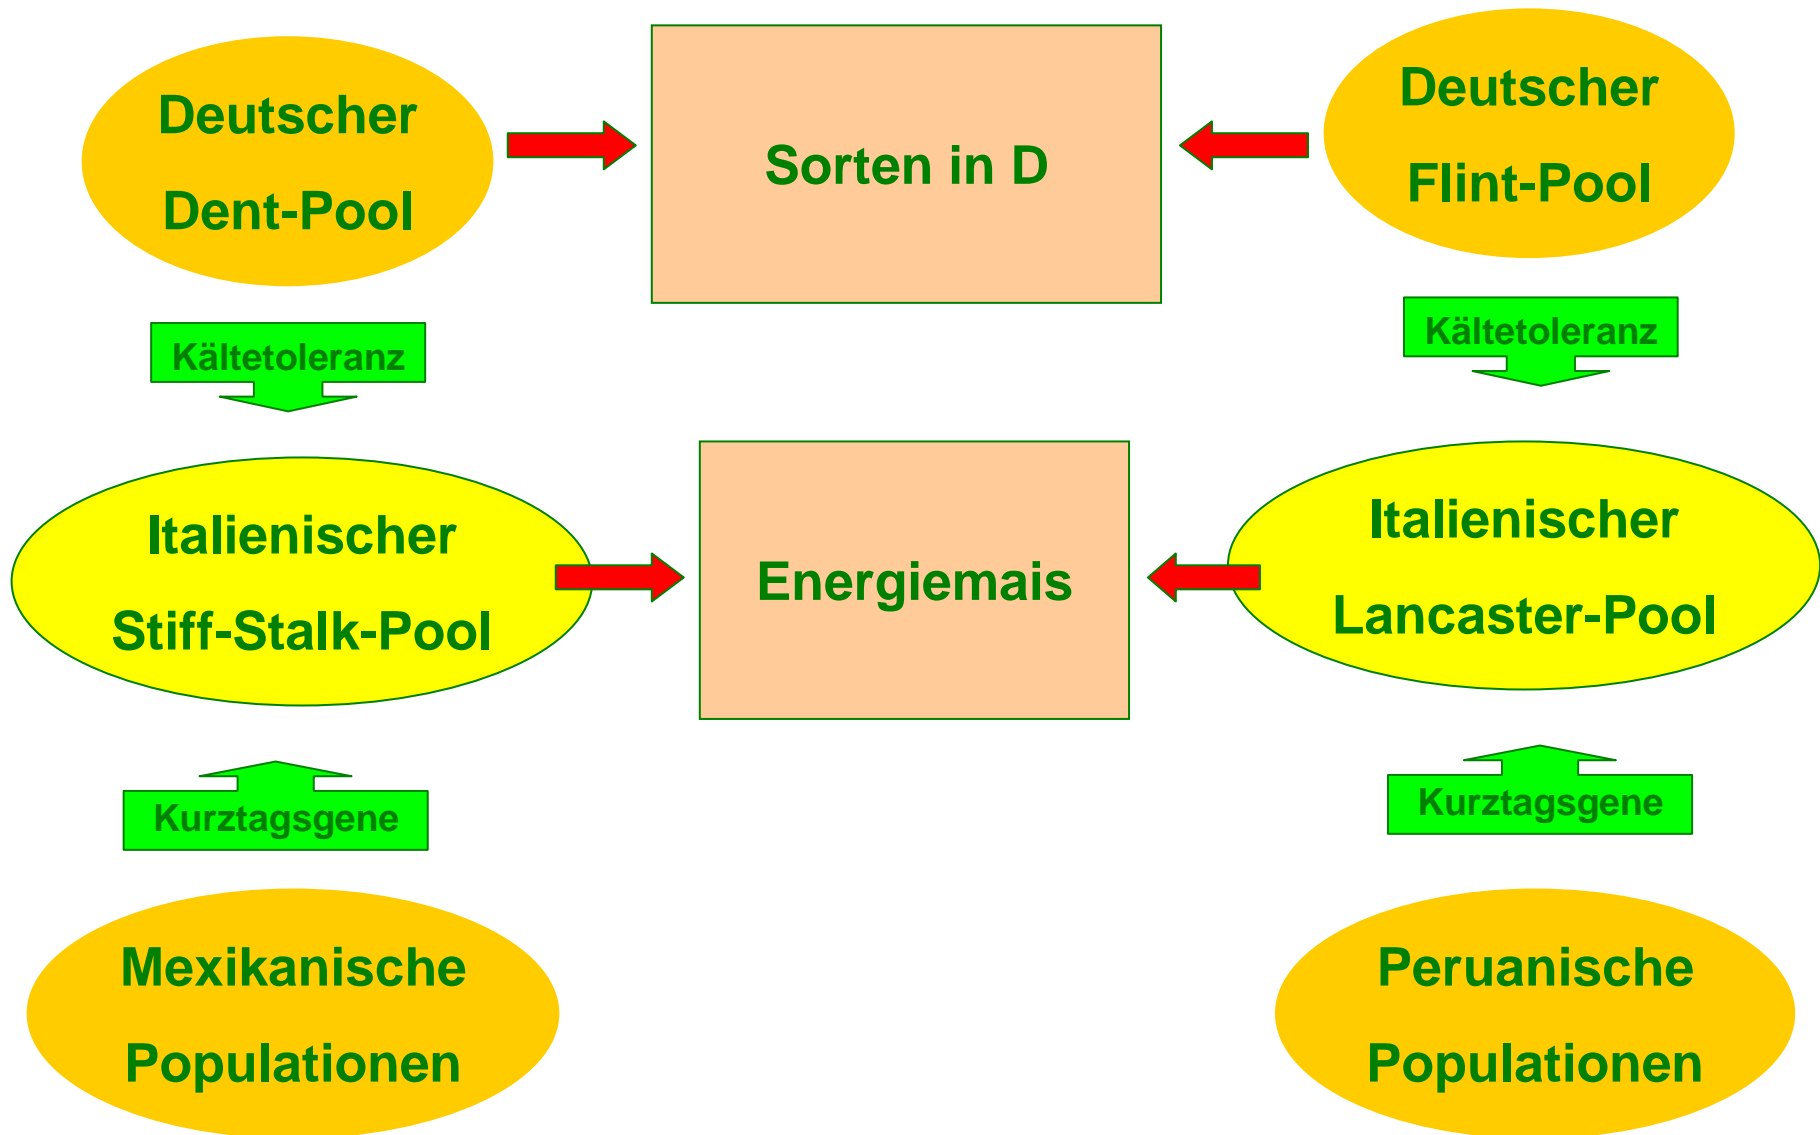 Deutscher
Dent-Pool
Sorten in D
Deutscher
Flint-Pool
Kältetoleranz
Kältetoleranz
Italienischer
Stiff-Stalk-Pool
Energiemais
Italienischer
Lancaster-Pool
Kurztagsgene
Kurztagsgene
Mexikanische
Populationen
Peruanische
Populationen